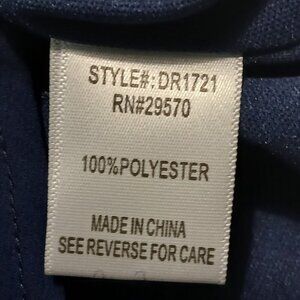 STYLE#: DR1721
RN#29570
100%POLYESTER
MADE IN CHINA
SEE REVERSE FOR CARE